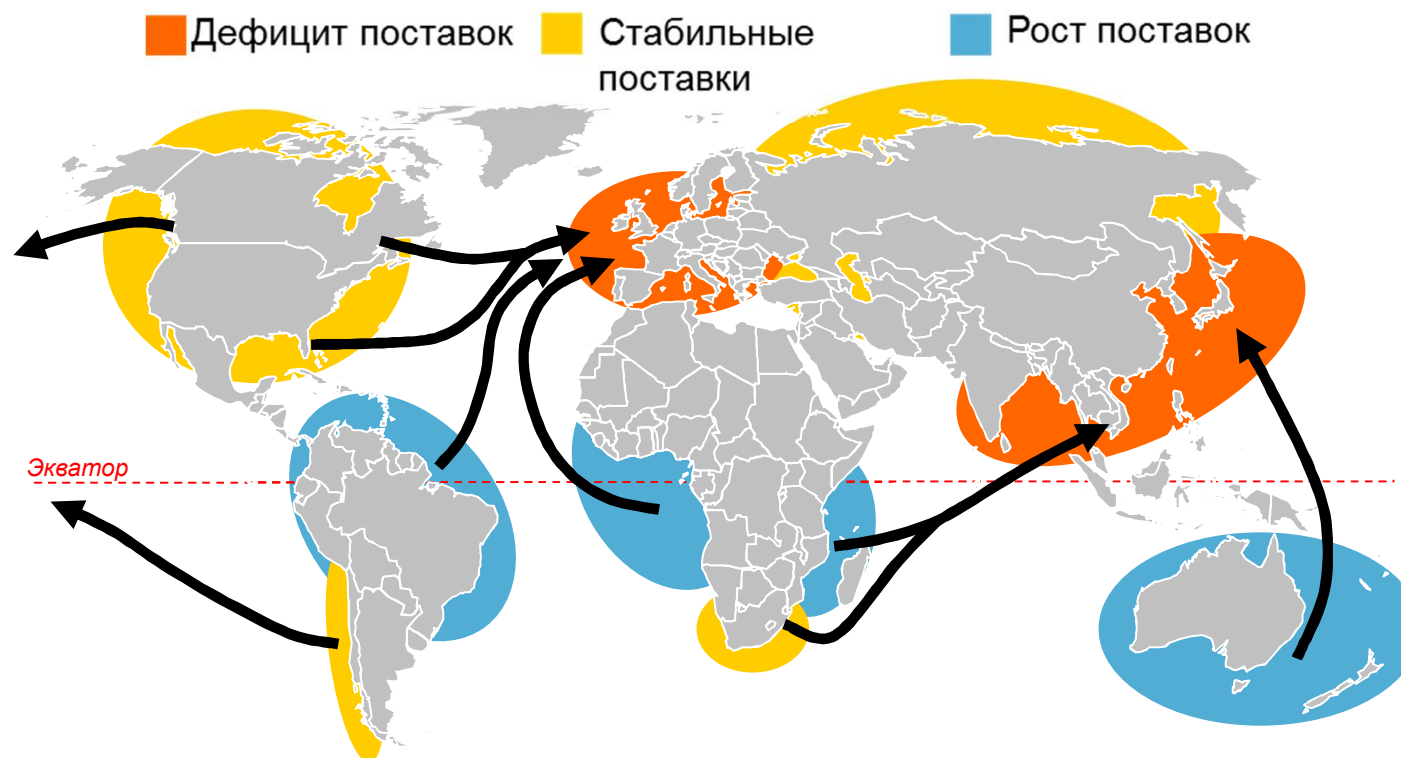 Дефицит поставок
Стабильные
поставки
Рост поставок
Экватор